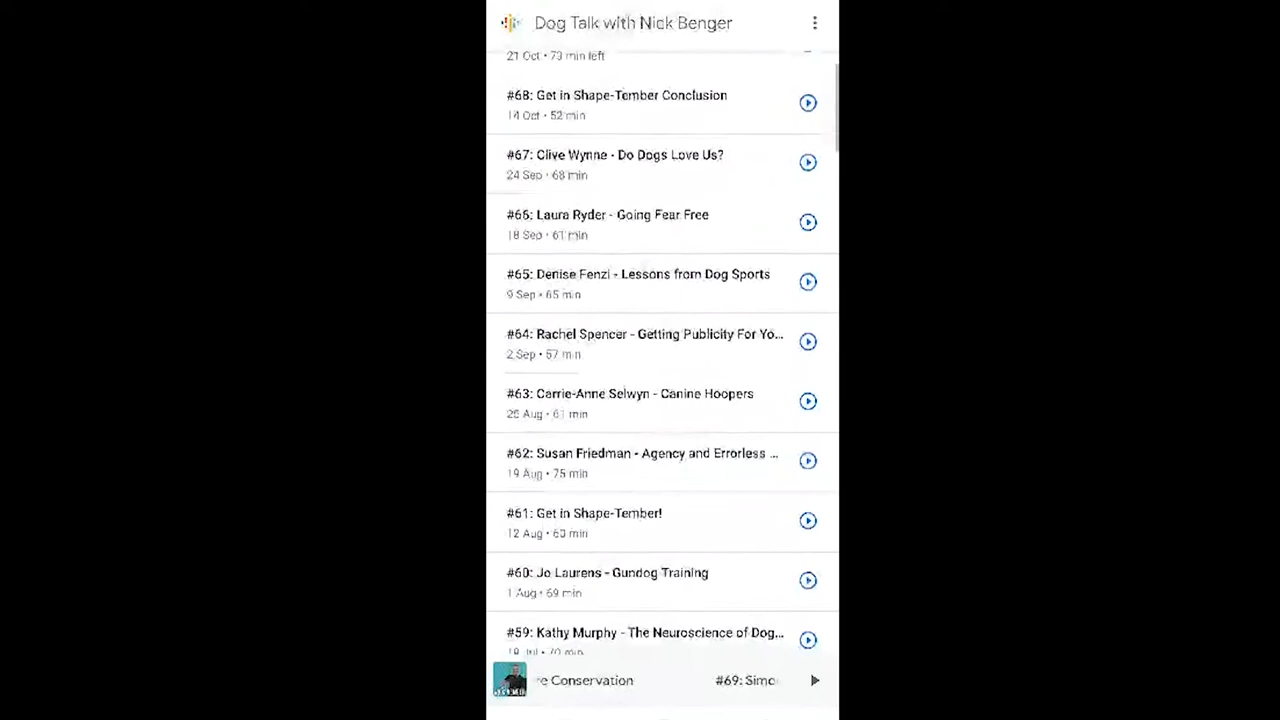 Dog Talk with Nick Benger
21 Oct • 73 min left
#68: Get in Shape-Tember Conclusion
14 Oct • 52 min
#67: Clive Wynne - Do Dogs Love Us?
24 Sep • 68 min
#66: Laura Ryder - Going Fear Free
18 Sep • 61 min
#65: Denise Fenzi - Lessons from Dog Sports
9 Sep • 65 min
#64: Rachel Spencer - Getting Publicity For Yo...
2 Sep • 57 min
#63: Carrie-Anne Selwyn - Canine Hoopers
26 Aug • 61 min
#62: Susan Friedman - Agency and Errorless ...
19 Aug • 75 min
#61: Get in Shape-Tember!
12 Aug • 60 min
#60: Jo Laurens - Gundog Training
1 Aug • 69 min
#59: Kathy Murphy - The Neuroscience of Dog...
Jul • 70 min
re Conservation #69: Simo